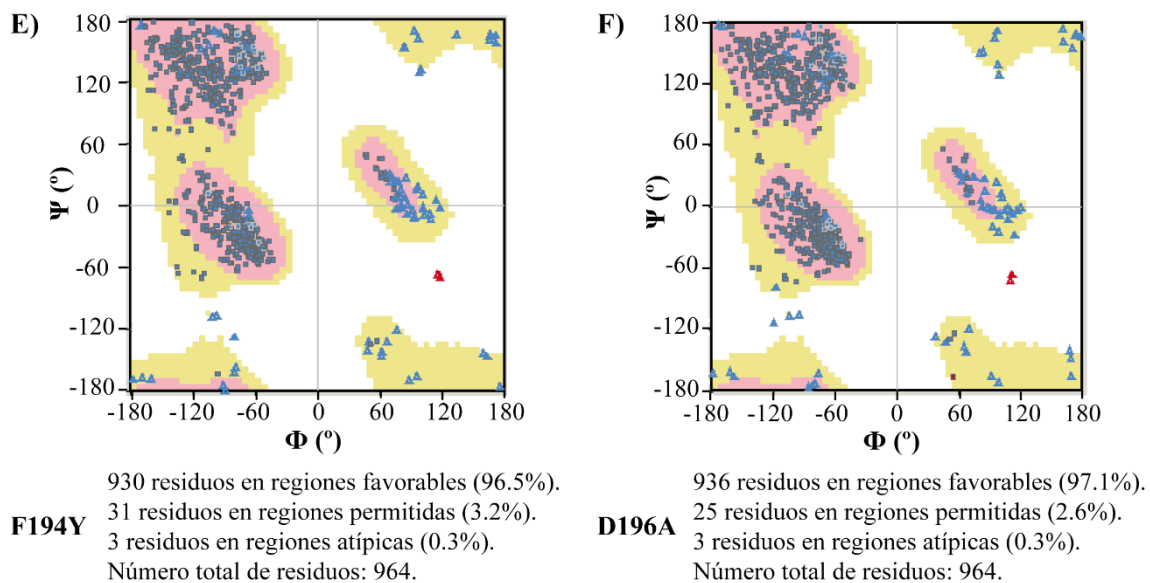 E)
180
120
60
0
-60
-120
-180
Ψ (º)
-180 -120 -60 0 60 120 180
Φ (º)
F194Y
930 residuos en regiones favorables (96.5%).
31 residuos en regiones permitidas (3.2%).
3 residuos en regiones atípicas (0.3%).
Número total de residuos: 964.
F)
180
120
60
0
-60
-120
-180
Ψ (º)
-180 -120 -60 0 60 120 180
Φ (º)
D196A
936 residuos en regiones favorables (97.1%).
25 residuos en regiones permitidas (2.6%).
3 residuos en regiones atípicas (0.3%).
Número total de residuos: 964.